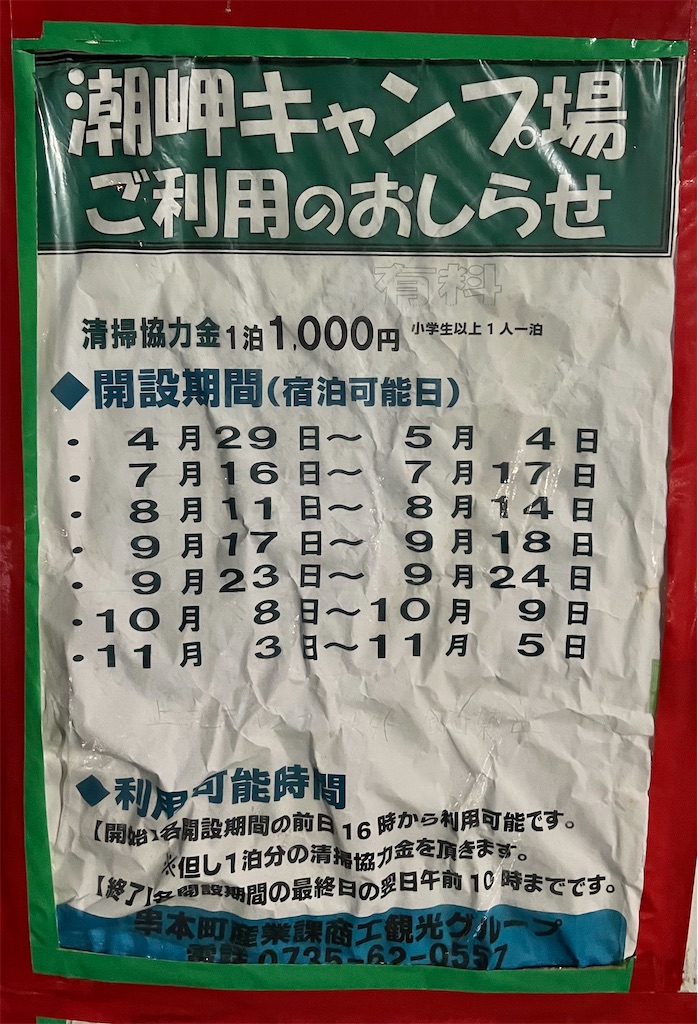 潮岬キャンプ場
ご利用のおしらせ
有料
清掃協力金1泊1,000円 小学生以上1人一泊
◆開設期間(宿泊可能日)
・ 4月29日～ 5月 4日
・ 7月16日～ 7月17日
・ 8月11日～ 8月14日
・ 9月17日～ 9月18日
・ 9月23日～ 9月24日
・10月 8日～10月 9日
・11月 3日～11月 5日
◆利用可能時間
【開始】各開設期間の前日16時から利用可能です。
※但し1泊分の清掃協力金を頂きます。
【終了】各開設期間の最終日の翌日午前10時までです。
串本町産業課商工観光グループ
電話 0735-62-0557